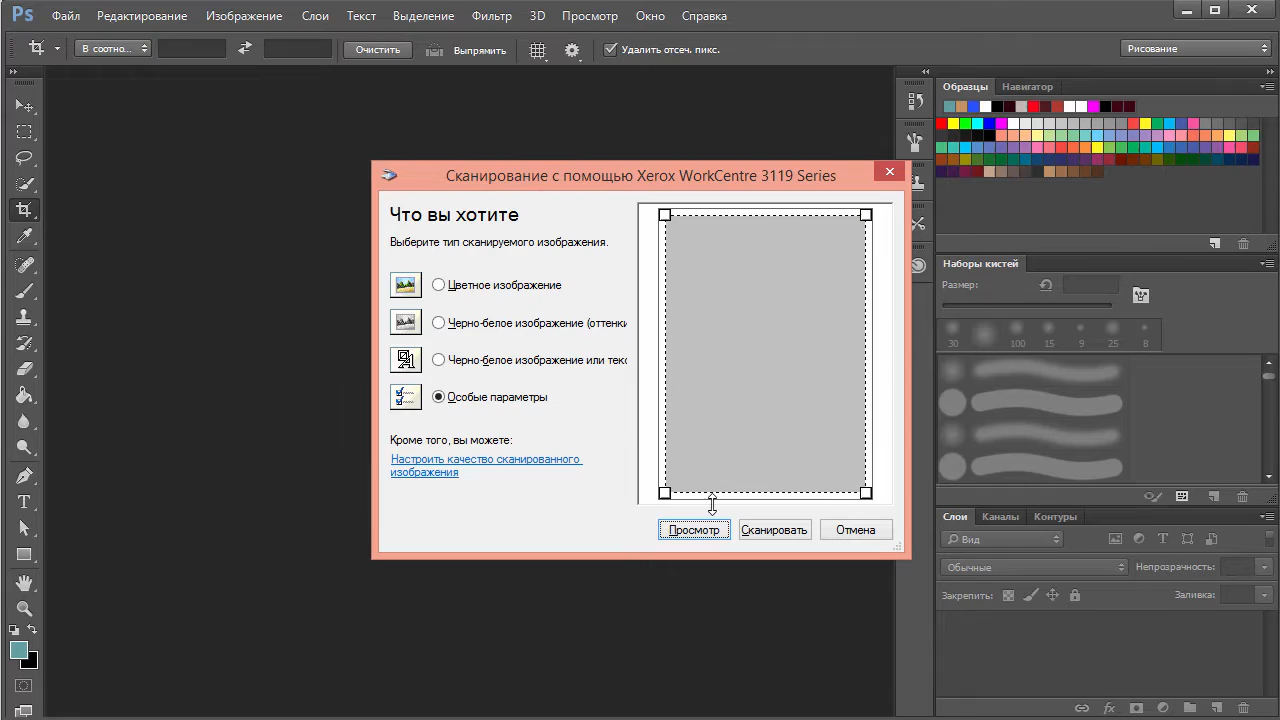 Ps Файл Редактирование Изображение Слои Текст Выделение Фильтр 3D Просмотр Окно Справка
В соотно... Очистить Выпрямить Удалить отсеч. пикс. Рисование
Образцы Навигатор
Сканирование с помощью Xerox WorkCentre 3119 Series
Что вы хотите
Выберите тип сканируемого изображения.
Цветное изображение
Черно-белое изображение (оттенки
Черно-белое изображение или текс
Особые параметры
Кроме того, вы можете:
Настроить качество сканированного
изображения
Просмотр Сканировать Отмена
Наборы кистей
Размер:
30 100 15 9 25 8
Слои Каналы Контуры
Вид
Обычные Непрозрачность:
Закрепить: Заливка:
fx